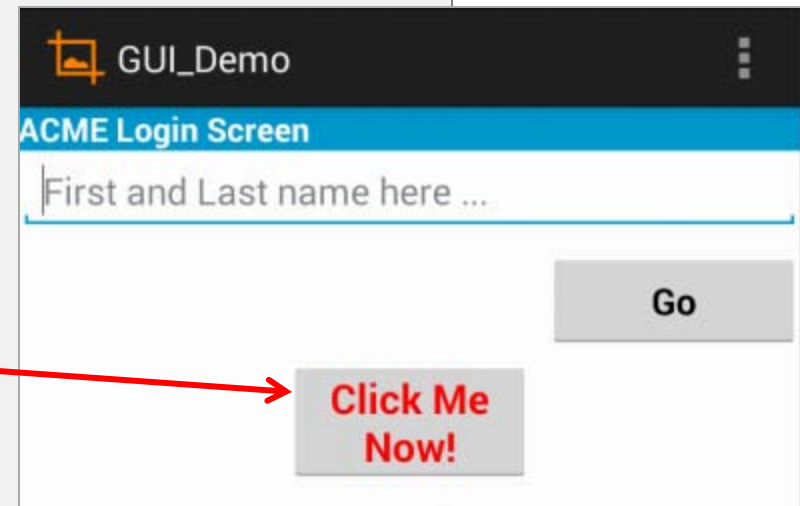 GUI_Demo
ACME Login Screen
First and Last name here ...
Go
Click Me
Now!